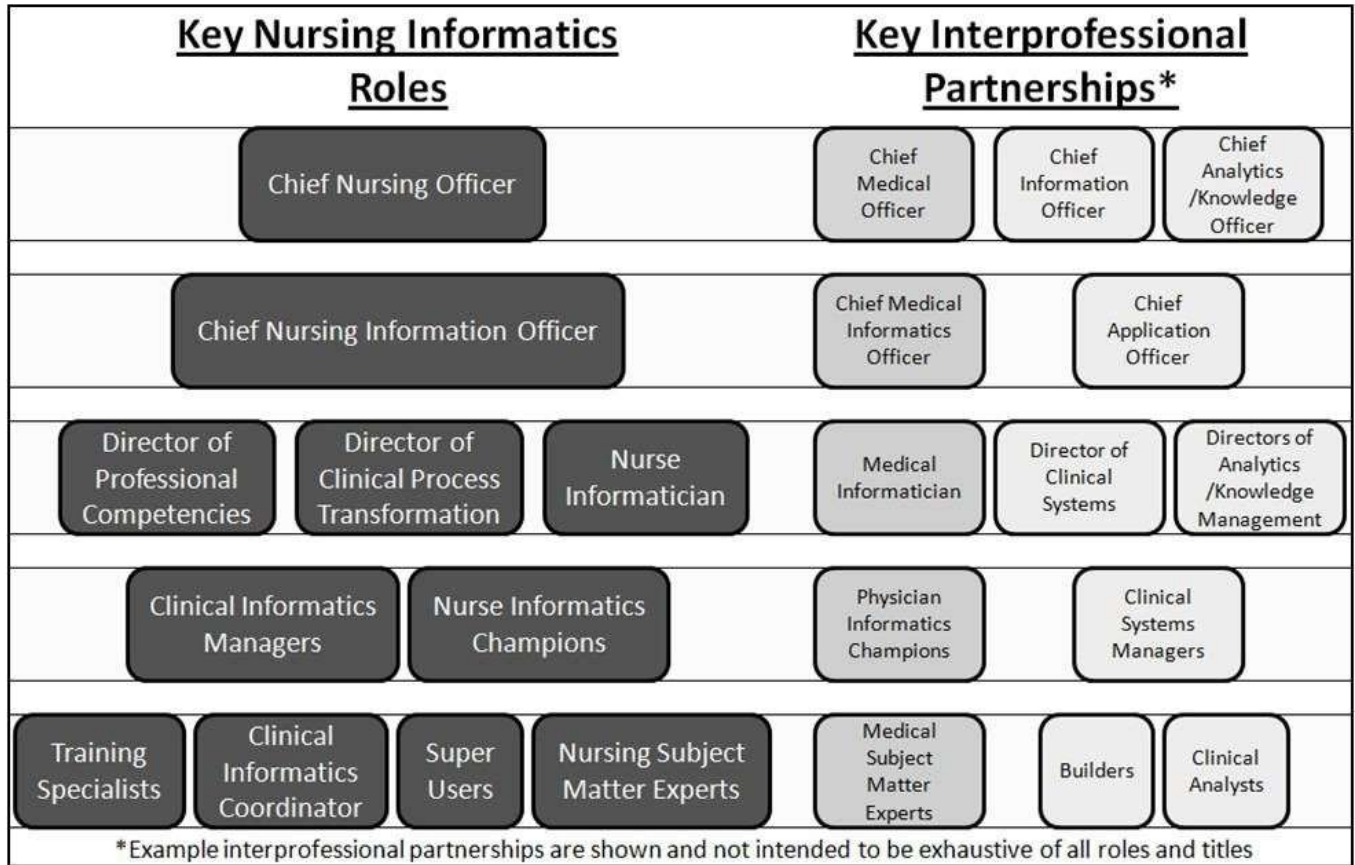 Key Nursing Informatics
Roles
Key Interprofessional
Partnerships*
Chief Nursing Officer
Chief
Medical
Officer
Chief
Information
Officer
Chief
Analytics
/Knowledge
Officer
Chief Nursing Information Officer
Chief Medical
Informatics
Officer
Chief
Application
Officer
Director of
Professional
Competencies
Director of
Clinical Process
Transformation
Nurse
Informatician
Medical
Informatician
Director of
Clinical
Systems
Directors of
Analytics
/Knowledge
Management
Clinical Informatics
Managers
Nurse Informatics
Champions
Physician
Informatics
Champions
Clinical
Systems
Managers
Training
Specialists
Clinical
Informatics
Coordinator
Super
Users
Nursing Subject
Matter Experts
Medical
Subject
Matter
Experts
Builders
Clinical
Analysts
*Example interprofessional partnerships are shown and not intended to be exhaustive of all roles and titles